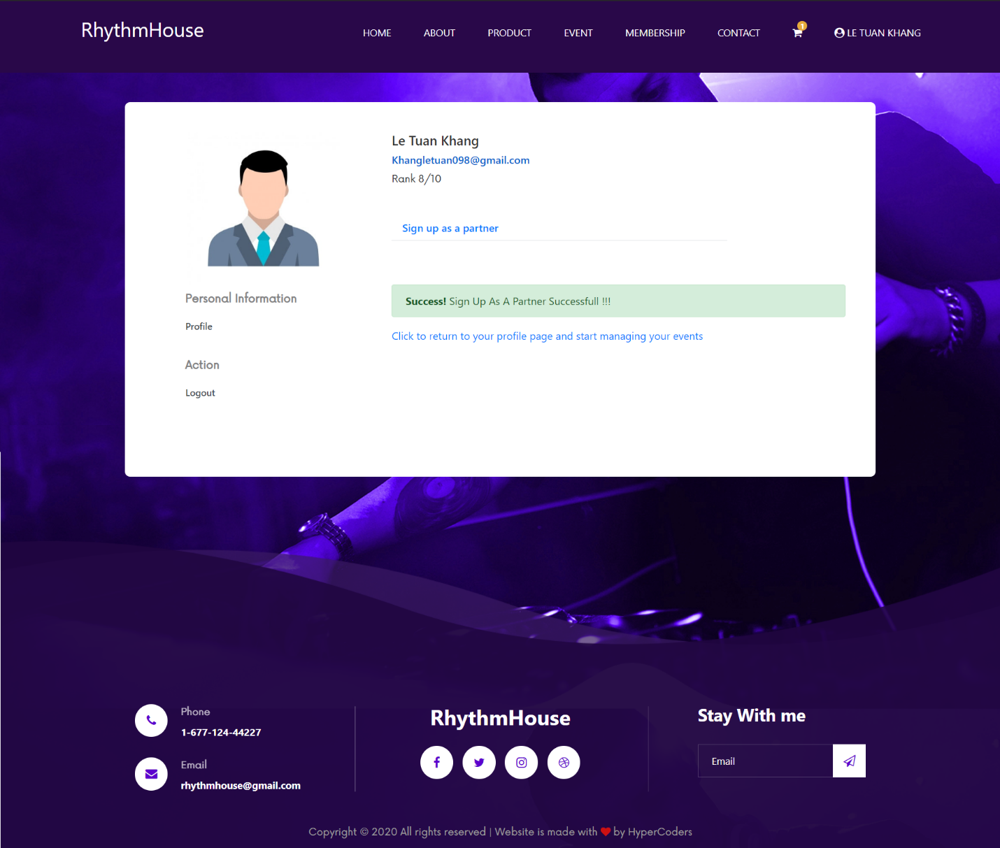 RhythmHouse
HOME ABOUT PRODUCT EVENT MEMBERSHIP CONTACT 1 LE TUAN KHANG
Le Tuan Khang
Khangletuan098@gmail.com
Rank 8/10
Sign up as a partner
Personal Information
Profile
Action
Logout
Success! Sign Up As A Partner Successfull !!!
Click to return to your profile page and start managing your events
Phone
1-677-124-44227
Email
rhythmhouse@gmail.com
RhythmHouse
Stay With me
Email
Copyright © 2020 All rights reserved | Website is made with ❤ by HyperCoders